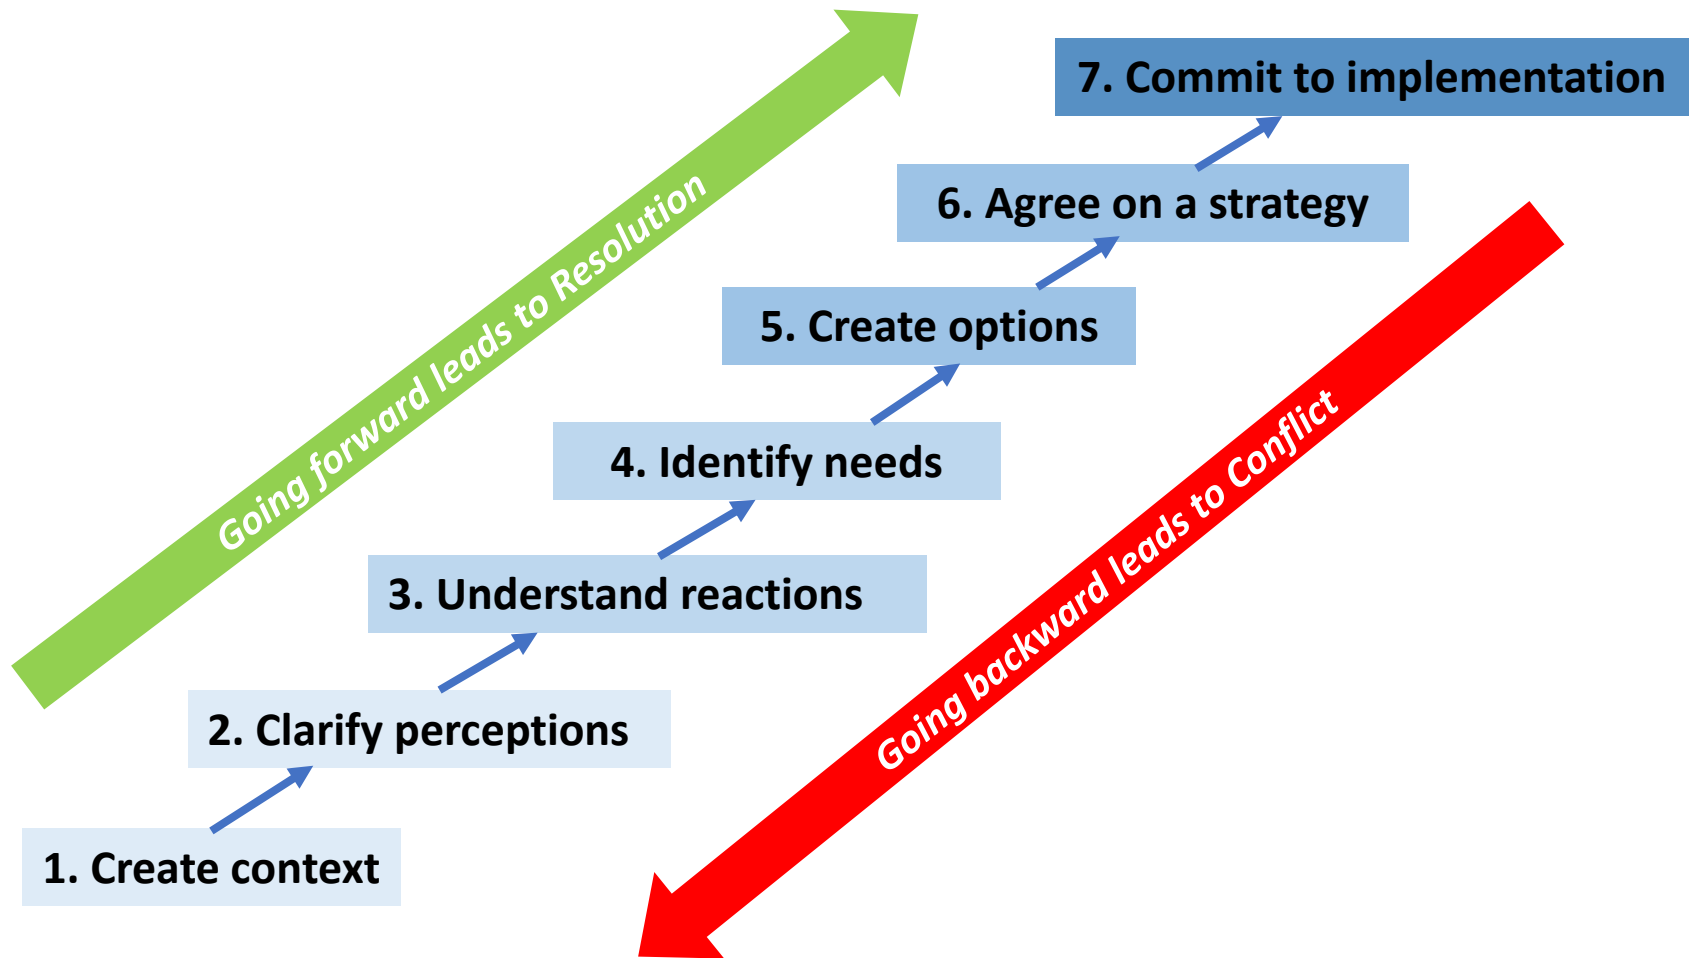 7. Commit to implementation
6. Agree on a strategy
5. Create options
4. Identify needs
3. Understand reactions
2. Clarify perceptions
1. Create context
Going forward leads to Resolution
Going backward leads to Conflict